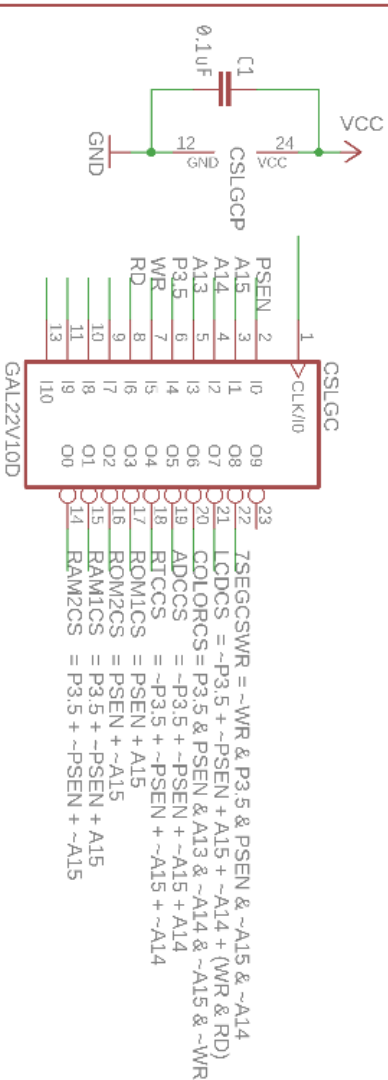 0.1uF
C1
VCC
24
VCC
CSLGCP
12
GND
GND
CSLGC
1 CLK/I0
PSEN 2 I0 O9 23
A15 3 I1 O8 22 7SEGCSWR = ~WR & P3.5 & PSEN & ~A15 & ~A14
A14 4 I2 O7 21 LCDCS = ~P3.5 + ~PSEN + A15 + ~A14 + (WR & RD)
A13 5 I3 O6 20 COLORCS = P3.5 & PSEN & A13 & ~A14 & ~A15 & ~WR
P3.5 6 I4 O5 19 ADCCS = ~P3.5 + ~PSEN + ~A15 + A14
WR 7 I5 O4 18 RTCCS = ~P3.5 + ~PSEN + ~A15 + ~A14
RD 8 I6 O3 17 ROM1CS = PSEN + A15
9 I7 O2 16 ROM2CS = PSEN + ~A15
10 I8 O1 15 RAM1CS = P3.5 + ~PSEN + A15
11 I9 O0 14 RAM2CS = P3.5 + ~PSEN + ~A15
13 I10
GAL22V10D